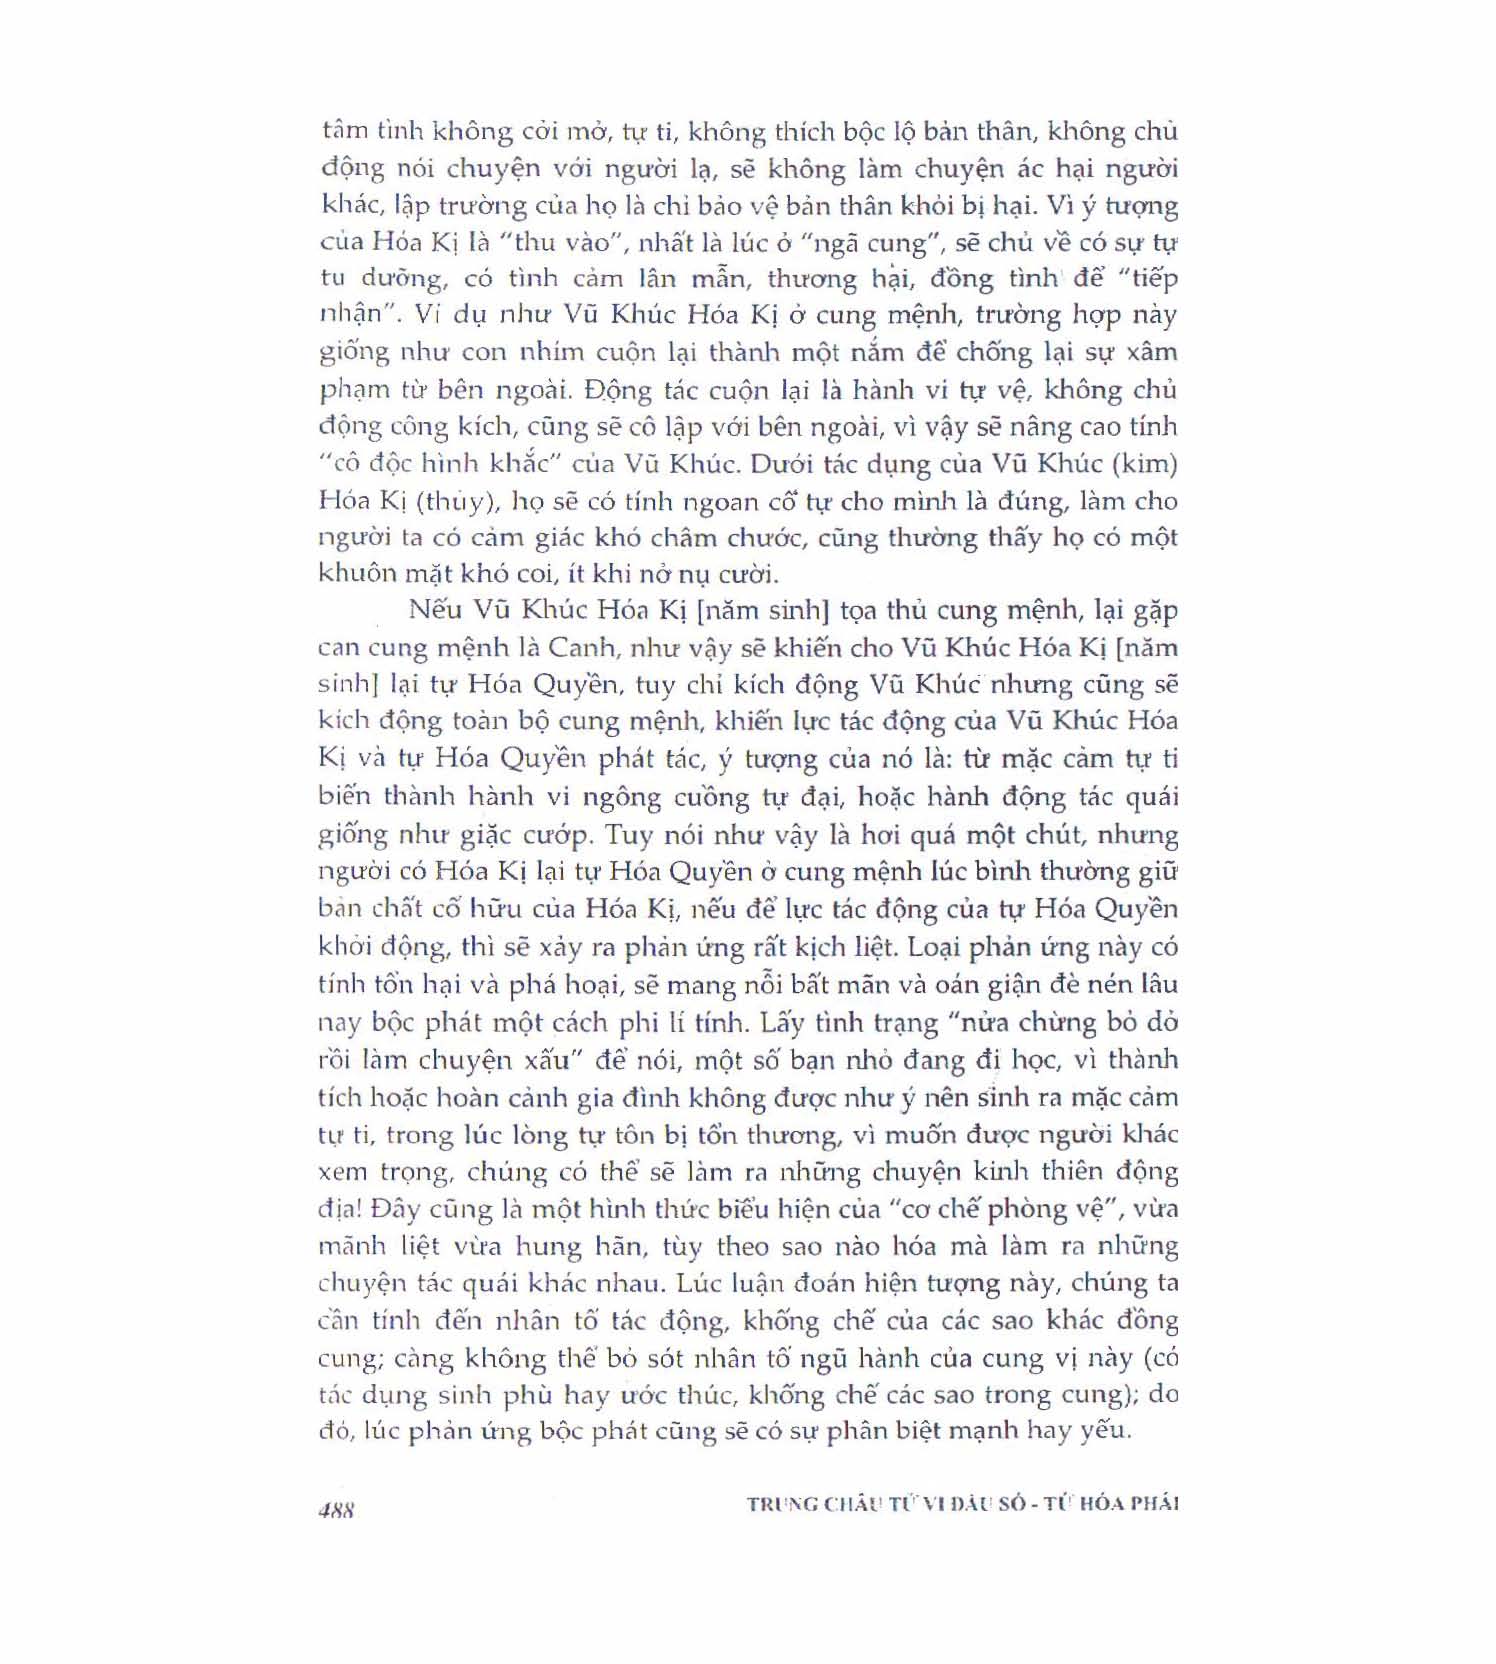 tâm tình không cởi mở, tự ti, không thích bộc lộ bản thân, không chủ
động nói chuyện với người lạ, sẽ không làm chuyện ác hại người
khác, lập trường của họ là chỉ bảo vệ bản thân khỏi bị hại. Vì ý tượng
của Hóa Kị là "thu vào", nhất là lúc ở "ngã cung", sẽ chủ về có sự tự
tu dưỡng, có tình cảm lân mẫn, thương hại, đồng tình để "tiếp
nhận". Ví dụ như Vũ Khúc Hóa Kị ở cung mệnh, trường hợp này
giống như con nhím cuộn lại thành một nắm để chống lại sự xâm
phạm từ bên ngoài. Động tác cuộn lại là hành vi tự vệ, không chủ
động công kích, cũng sẽ cô lập với bên ngoài, vì vậy sẽ nâng cao tính
"cô độc hình khắc" của Vũ Khúc. Dưới tác dụng của Vũ Khúc (kim)
Hóa Kị (thủy), họ sẽ có tính ngoan cố tự cho mình là đúng, làm cho
người ta có cảm giác khó châm chước, cũng thường thấy họ có một
khuôn mặt khó coi, ít khi nở nụ cười.
Nếu Vũ Khúc Hóa Kị [năm sinh] tọa thủ cung mệnh, lại gặp
can cung mệnh là Canh, như vậy sẽ khiến cho Vũ Khúc Hóa Kị [năm
sinh] lại tự Hóa Quyền, tuy chỉ kích động Vũ Khúc nhưng cũng sẽ
kích động toàn bộ cung mệnh, khiến lực tác động của Vũ Khúc Hóa
Kị và tự Hóa Quyền phát tác, ý tượng của nó là: từ mặc cảm tự ti
biến thành hành vi ngông cuồng tự đại, hoặc hành động tác quái
giống như giặc cướp. Tuy nói như vậy là hơi quá một chút, nhưng
người có Hóa Kị lại tự Hóa Quyền ở cung mệnh lúc bình thường giữ
bản chất cố hữu của Hóa Kị, nếu để lực tác động của tự Hóa Quyền
khởi động, thì sẽ xảy ra phản ứng rất kịch liệt. Loại phản ứng này có
tính tổn hại và phá hoại, sẽ mang nỗi bất mãn và oán giận đè nén lâu
nay bộc phát một cách phi lí tính. Lấy tình trạng "nửa chừng bỏ dở
rồi làm chuyện xấu" để nói, một số bạn nhỏ đang đi học, vì thành
tích hoặc hoàn cảnh gia đình không được như ý nên sinh ra mặc cảm
tự ti, trong lúc lòng tự tôn bị tổn thương, vì muốn được người khác
xem trọng, chúng có thể sẽ làm ra những chuyện kinh thiên động
địa! Đây cũng là một hình thức biểu hiện của "cơ chế phòng vệ", vừa
mãnh liệt vừa hung hãn, tùy theo sao nào hóa mà làm ra những
chuyện tác quái khác nhau. Lúc luận đoán hiện tượng này, chúng ta
cần tính đến nhân tố tác động, khống chế của các sao khác đồng
cung; càng không thể bỏ sót nhân tố ngũ hành của cung vị này (có
tác dụng sinh phù hay ước thúc, khống chế các sao trong cung); do
đó, lúc phản ứng bộc phát cũng sẽ có sự phân biệt mạnh hay yếu.
488
TRUNG CHÂU TỬ VI ĐẨU SỐ - TỨ HÓA PHÁI